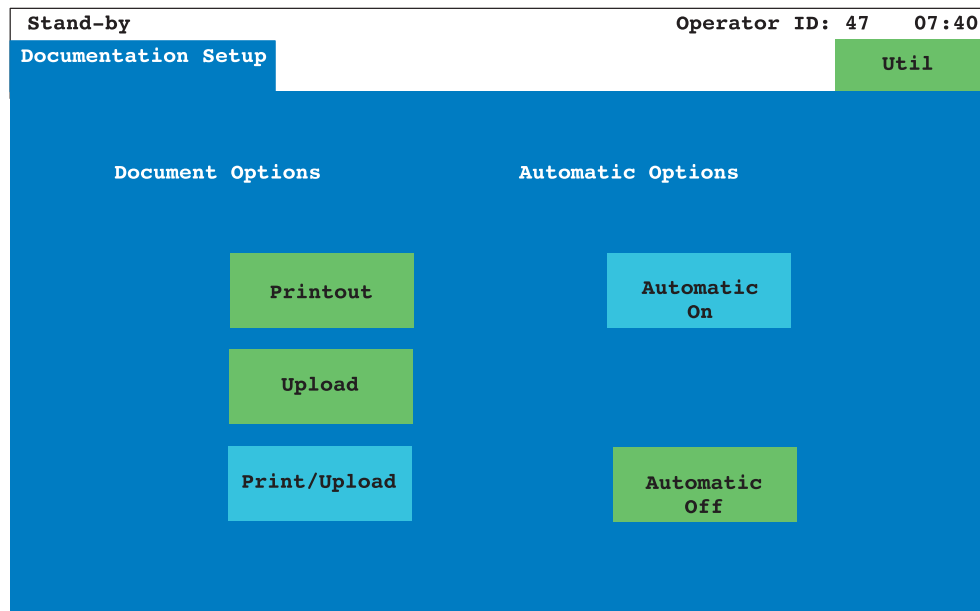 Stand-by Operator ID: 47 07:40
Documentation Setup
Util
Document Options
Automatic Options
Printout
Automatic
On
Upload
Print/Upload
Automatic
Off